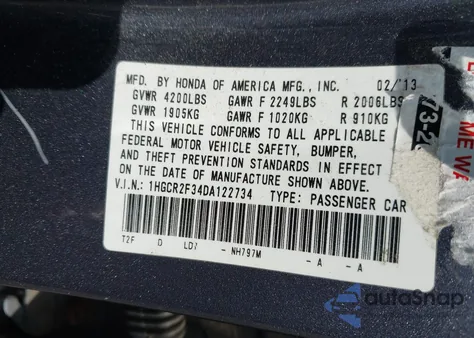 MFD. BY HONDA OF AMERICA MFG., INC. 02/13
GVWR 4200LBS GAWR F 2249LBS R 2006LBS
GVWR 1905KG GAWR F 1020KG R 910KG
THIS VEHICLE CONFORMS TO ALL APPLICABLE
FEDERAL MOTOR VEHICLE SAFETY, BUMPER,
AND THEFT PREVENTION STANDARDS IN EFFECT
ON THE DATE OF MANUFACTURE SHOWN ABOVE.
V.I.N.: 1HGCR2F34DA122734 TYPE: PASSENGER CAR
T2F D LD7 - NH797M -A -A
ME WA
autoSnap